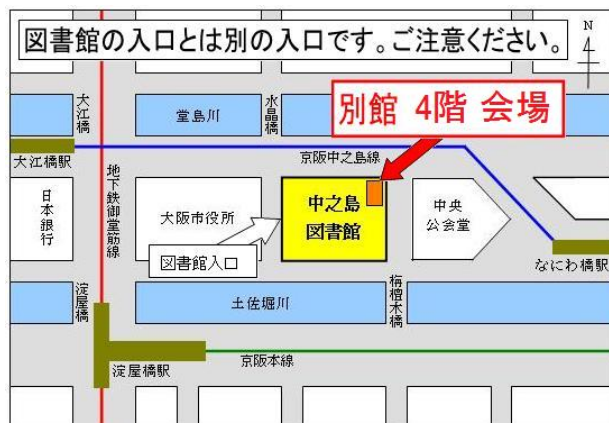 図書館の入口とは別の入口です。ご注意ください。
N
別館 4階 会場
大江橋
堂島川
水晶橋
大江橋駅
京阪中之島線
地下鉄御堂筋線
日本銀行
大阪市役所
中之島
図書館
中央
公会堂
図書館入口
なにわ橋駅
淀屋橋
土佐堀川
栴檀木橋
淀屋橋駅
京阪本線